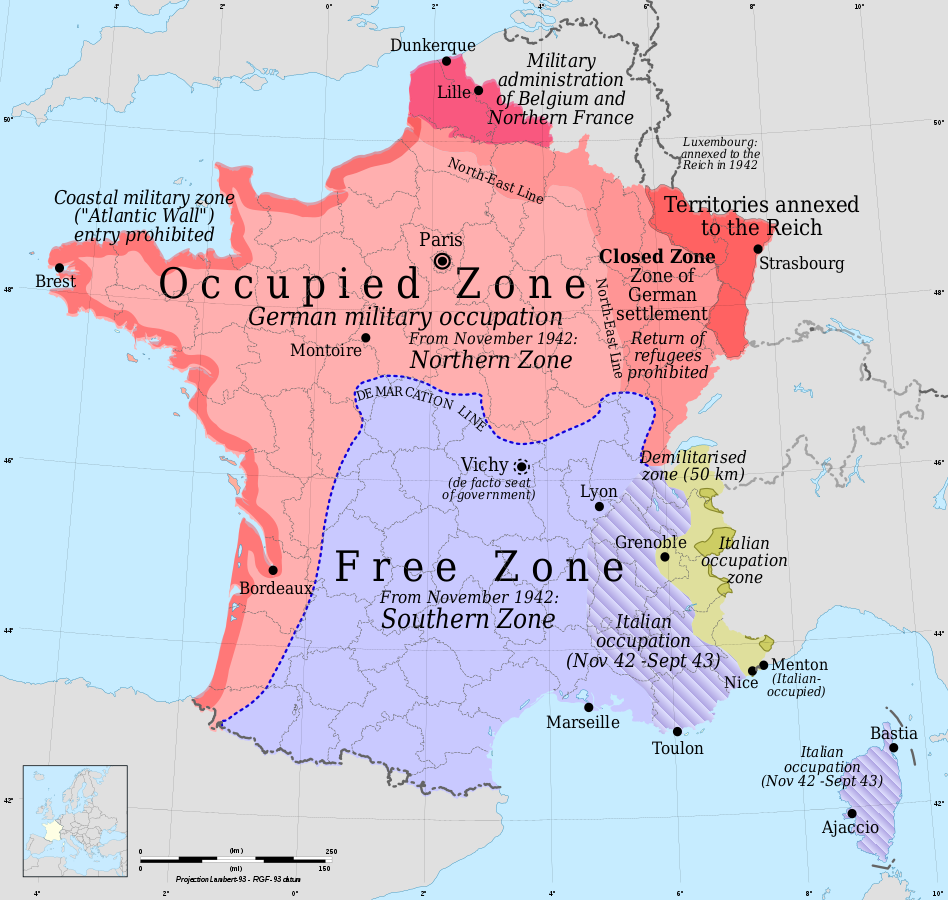 4°
2°
0°
2°
4°
6°
8°
10°
Dunkerque
Lille
Military
administration
of Belgium and
Northern France
50°
50°
Luxembourg:
annexed to the
Reich in 1942
North-East Line
Coastal military zone
("Atlantic Wall")
entry prohibited
Territories annexed
to the Reich
Paris
Strasbourg
Brest
Closed Zone
Zone of
German
settlement
Return of
refugees
prohibited
North-East Line
48°
48°
Occupied Zone
German military occupation
From November 1942:
Northern Zone
Montoire
DEMARCATION LINE
46°
46°
Vichy
(de facto seat
of government)
Demilitarised
zone (50 km)
Lyon
Grenoble
Italian
occupation
zone
Free Zone
From November 1942:
Southern Zone
Bordeaux
Italian
occupation
(Nov 42 -Sept 43)
44°
44°
Menton
(Italian-
occupied)
Nice
Marseille
Toulon
Bastia
Italian
occupation
(Nov 42 -Sept 43)
Ajaccio
42°
42°
0 (km) 250
0 (mi) 150
Projection Lambert-93 - RGF-93 datum
4°
2°
0°
2°
4°
6°
8°
10°